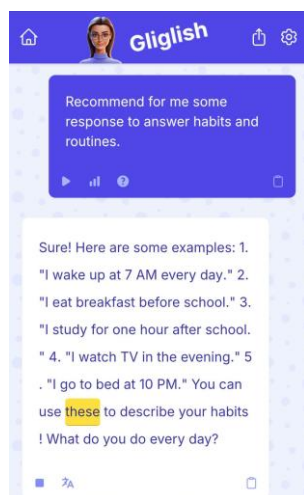 Gliglish
Recommend for me some
response to answer habits and
routines.
Sure! Here are some examples: 1.
"I wake up at 7 AM every day." 2.
"I eat breakfast before school." 3.
"I study for one hour after school.
" 4. "I watch TV in the evening." 5
. "I go to bed at 10 PM." You can
use these to describe your habits
! What do you do every day?